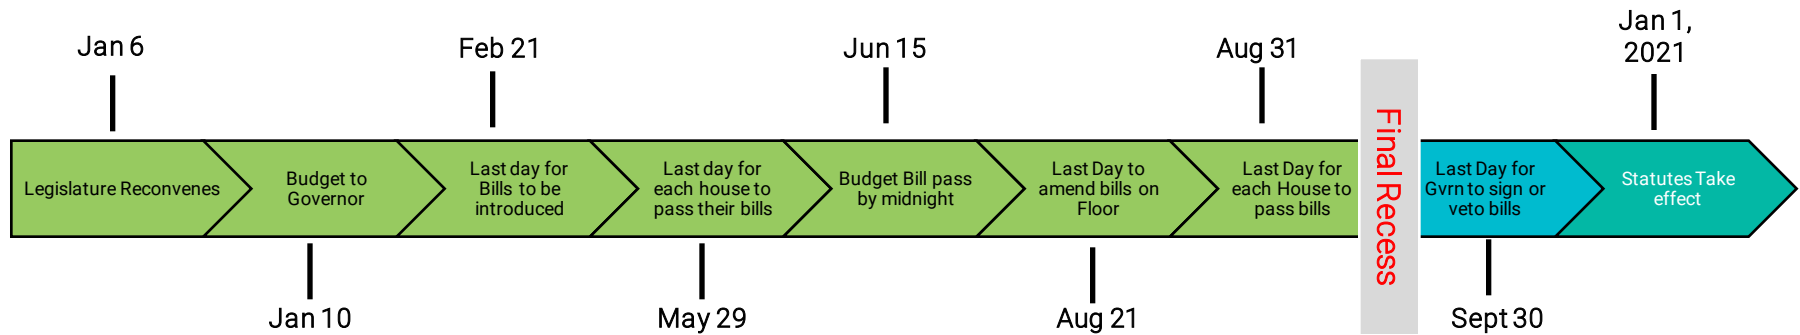 Jan 6
Feb 21
Jun 15
Aug 31
Jan 1,
2021
Legislature Reconvenes
Budget to
Governor
Last day for
Bills to be
introduced
Last day for
each house to
pass their bills
Budget Bill pass
by midnight
Last Day to
amend bills on
Floor
Last Day for
each House to
pass bills
Final Recess
Last Day for
Gvrn to sign or
veto bills
Statutes Take
effect
Jan 10
May 29
Aug 21
Sept 30